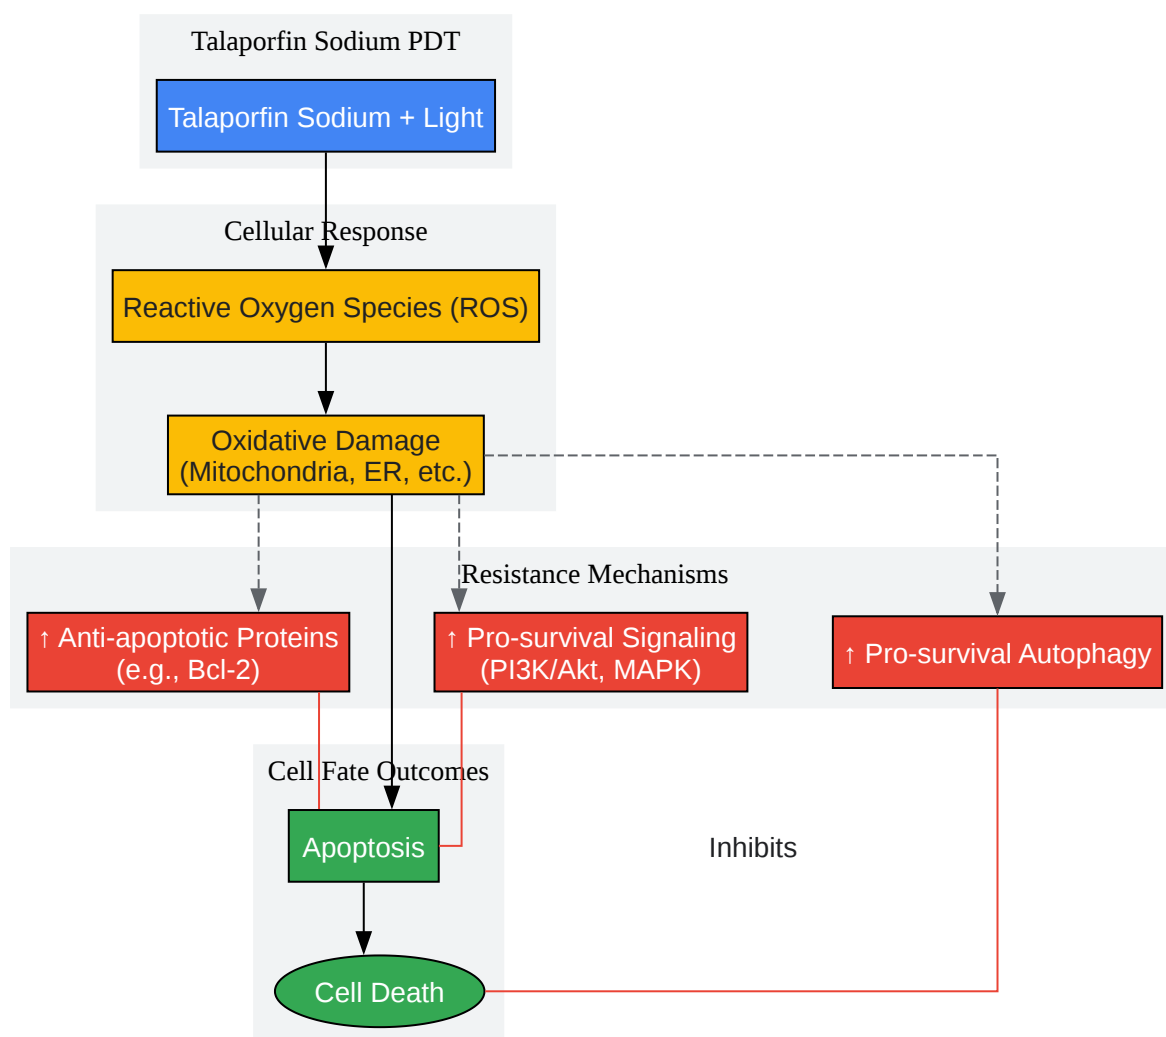 Talaporfin Sodium PDT
Talaporfin Sodium + Light
Cellular Response
Reactive Oxygen Species (ROS)
Oxidative Damage
(Mitochondria, ER, etc.)
Resistance Mechanisms
↑ Anti-apoptotic Proteins
(e.g., Bcl-2)
↑ Pro-survival Signaling
(PI3K/Akt, MAPK)
↑ Pro-survival Autophagy
Cell Fate Outcomes
Apoptosis
Inhibits
Cell Death